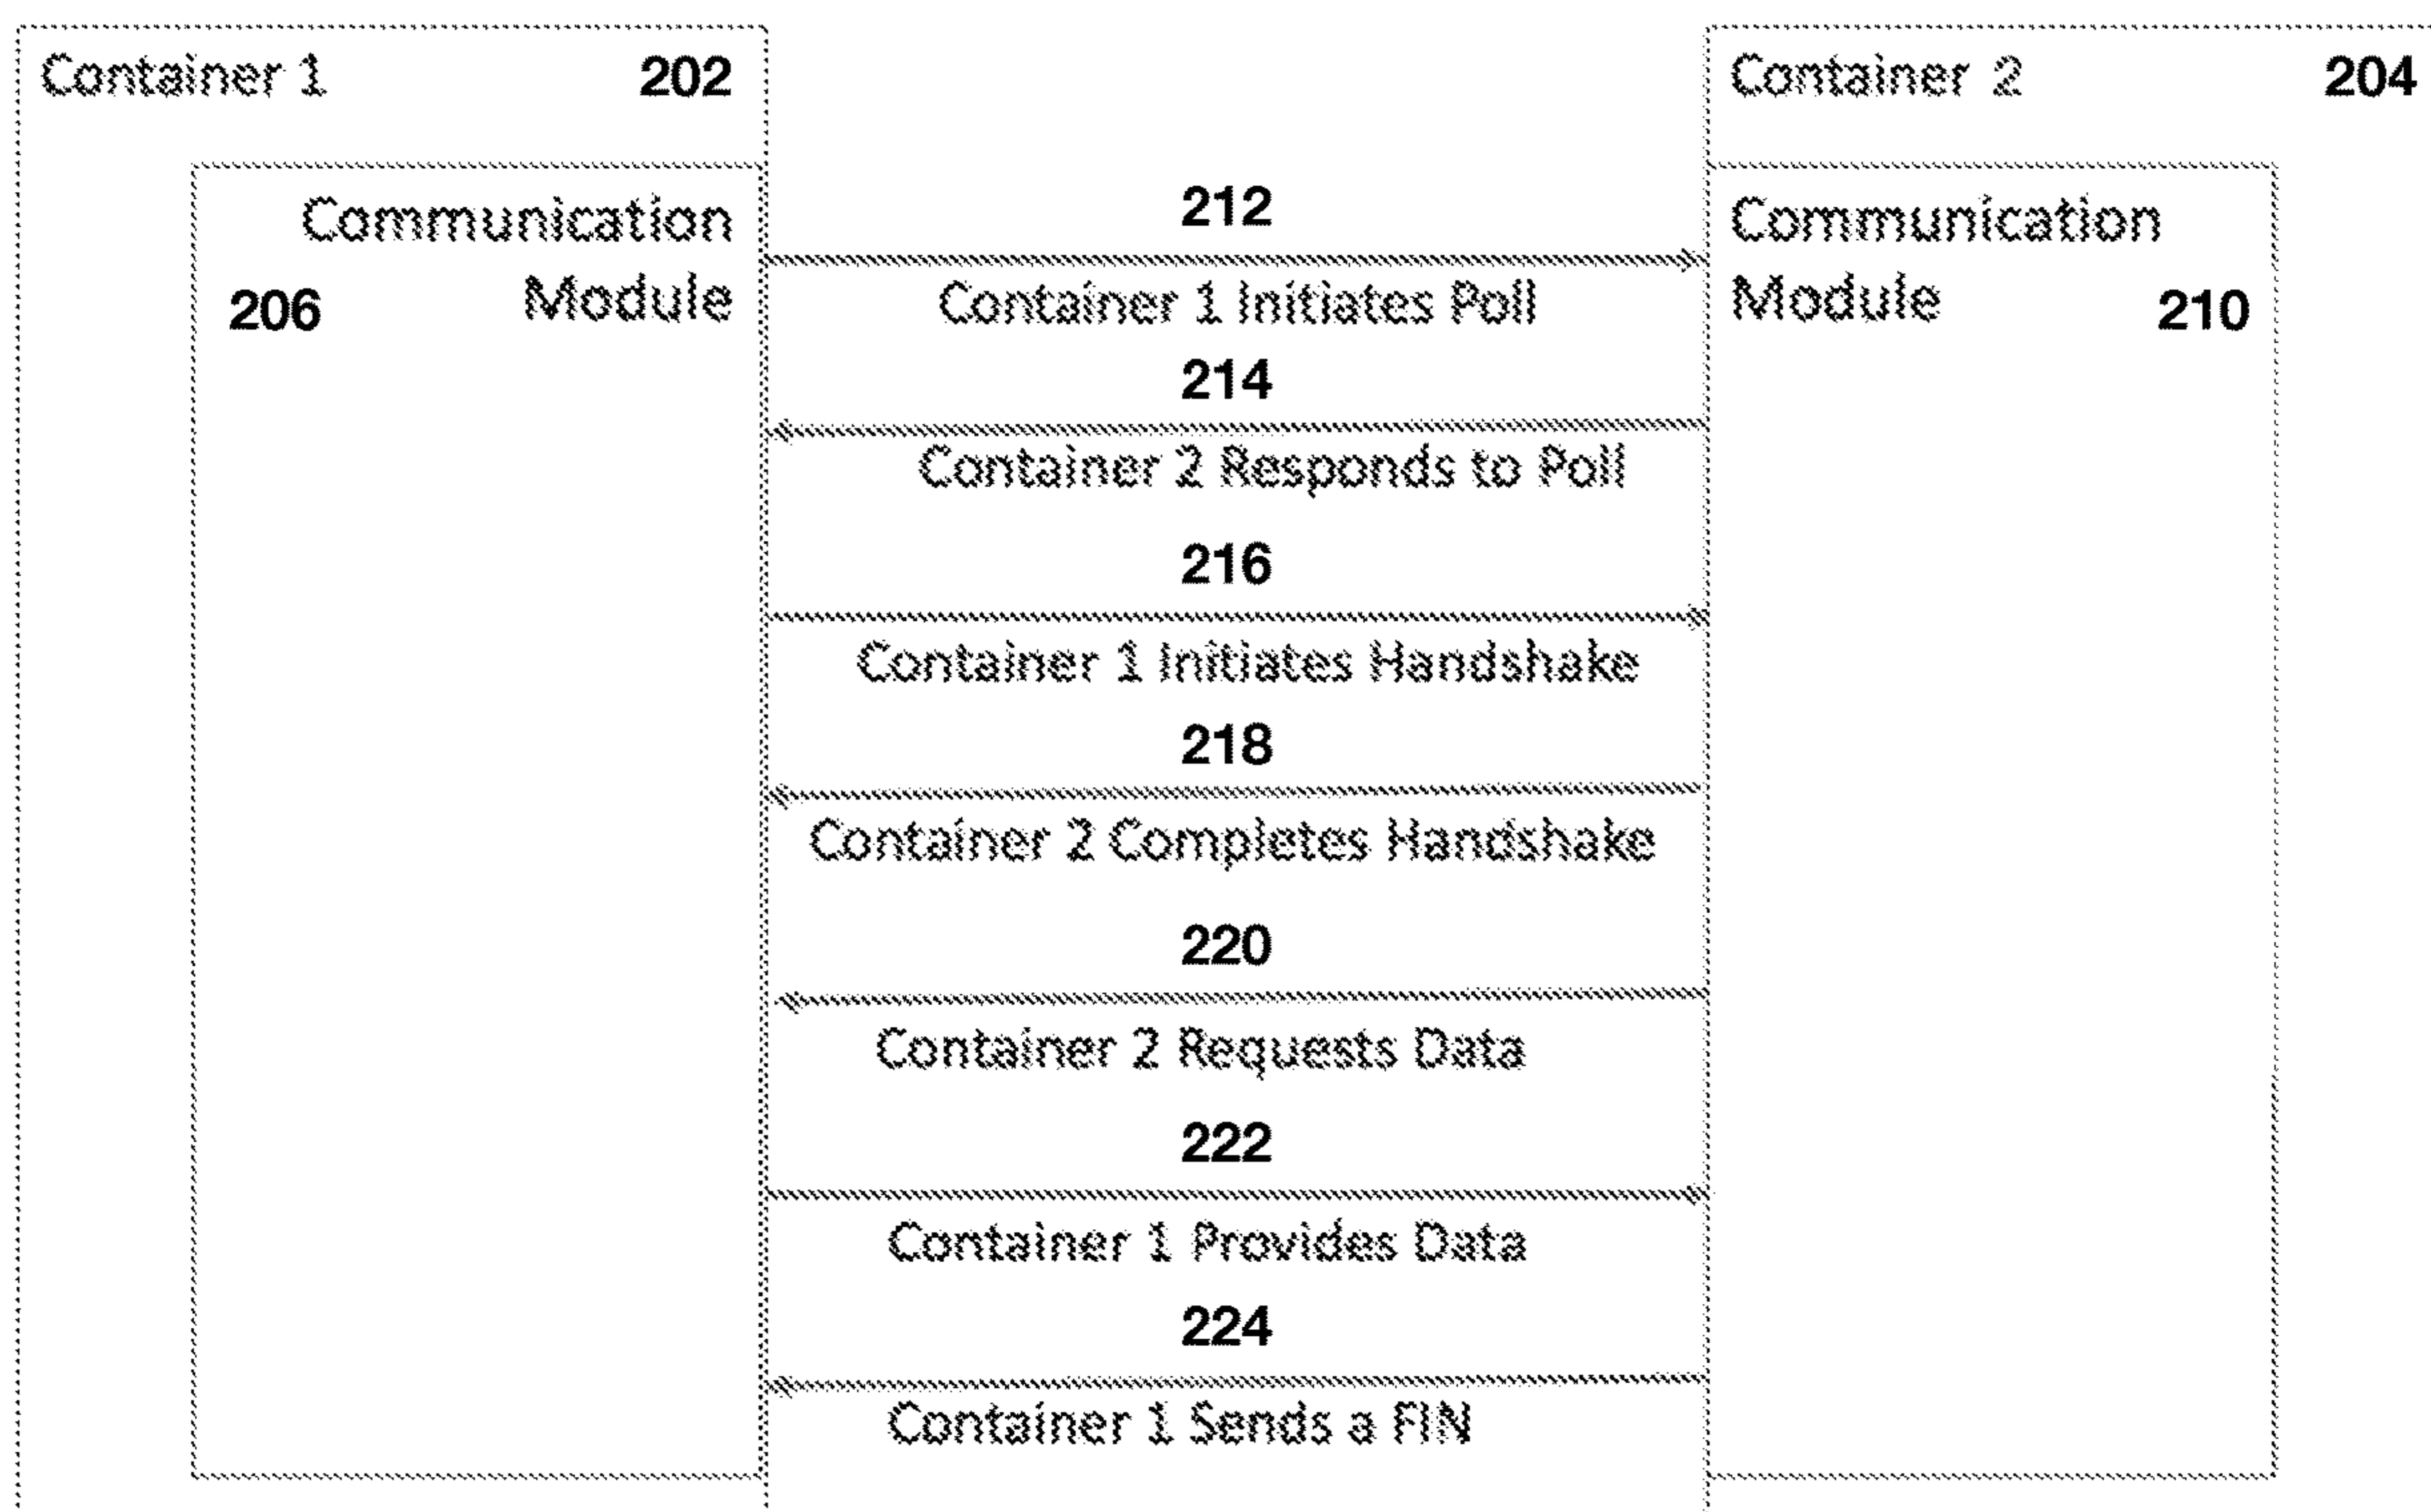 Container 1 202
Container 2 204
Communication
Module
206
212
Container 1 Initiates Poll
214
Container 2 Responds to Poll
216
Container 1 Initiates Handshake
218
Container 2 Completes Handshake
220
Container 2 Requests Data
222
Container 1 Provides Data
224
Container 1 Sends a FIN
Communication
Module 210